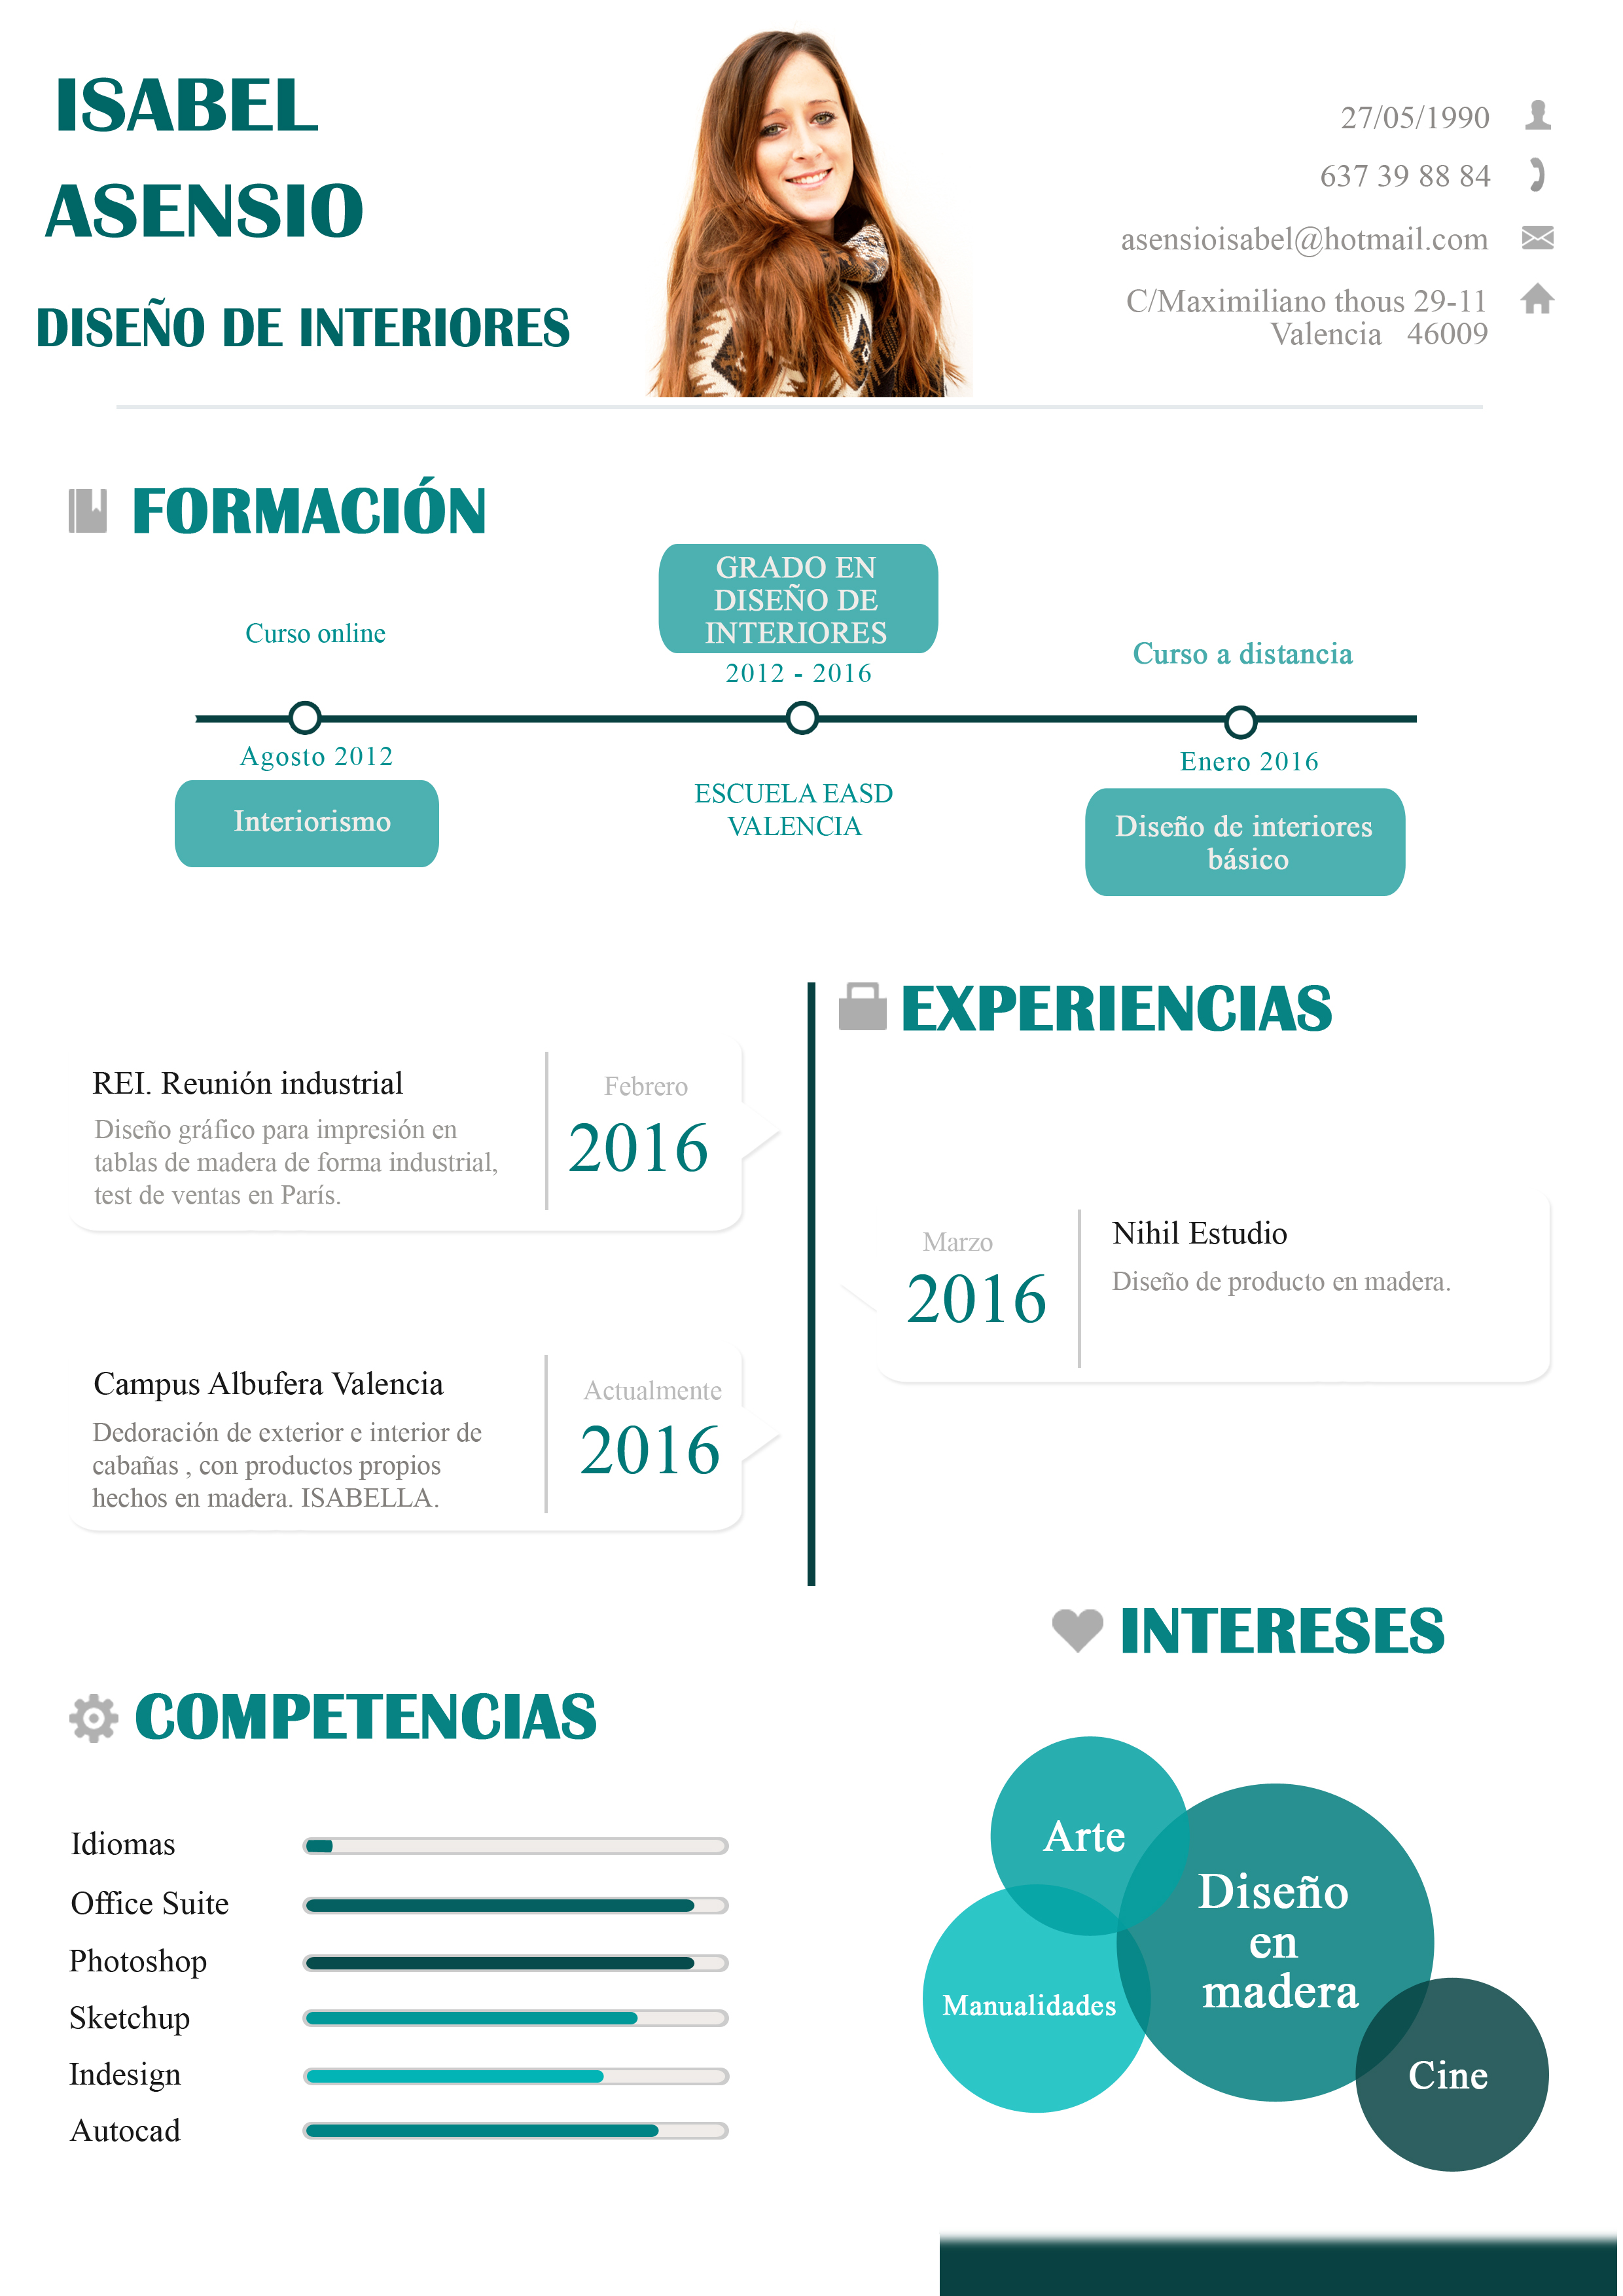 ISABEL
ASENSIO
DISEÑO DE INTERIORES
27/05/1990
637 39 88 84
asensioisabel@hotmail.com
C/Maximiliano thous 29-11
Valencia 46009
FORMACIÓN
Curso online
Agosto 2012
Interiorismo
GRADO EN
DISEÑO DE
INTERIORES
2012 - 2016
ESCUELA EASD
VALENCIA
Curso a distancia
Enero 2016
Diseño de interiores
básico
EXPERIENCIAS
REI. Reunión industrial
Diseño gráfico para impresión en
tablas de madera de forma industrial,
test de ventas en París.
Febrero
2016
Marzo
2016
Nihil Estudio
Diseño de producto en madera.
Campus Albufera Valencia
Dedoración de exterior e interior de
cabañas , con productos propios
hechos en madera. ISABELLA.
Actualmente
2016
COMPETENCIAS
Idiomas
Office Suite
Photoshop
Sketchup
Indesign
Autocad
INTERESES
Arte
Diseño
en
madera
Manualidades
Cine